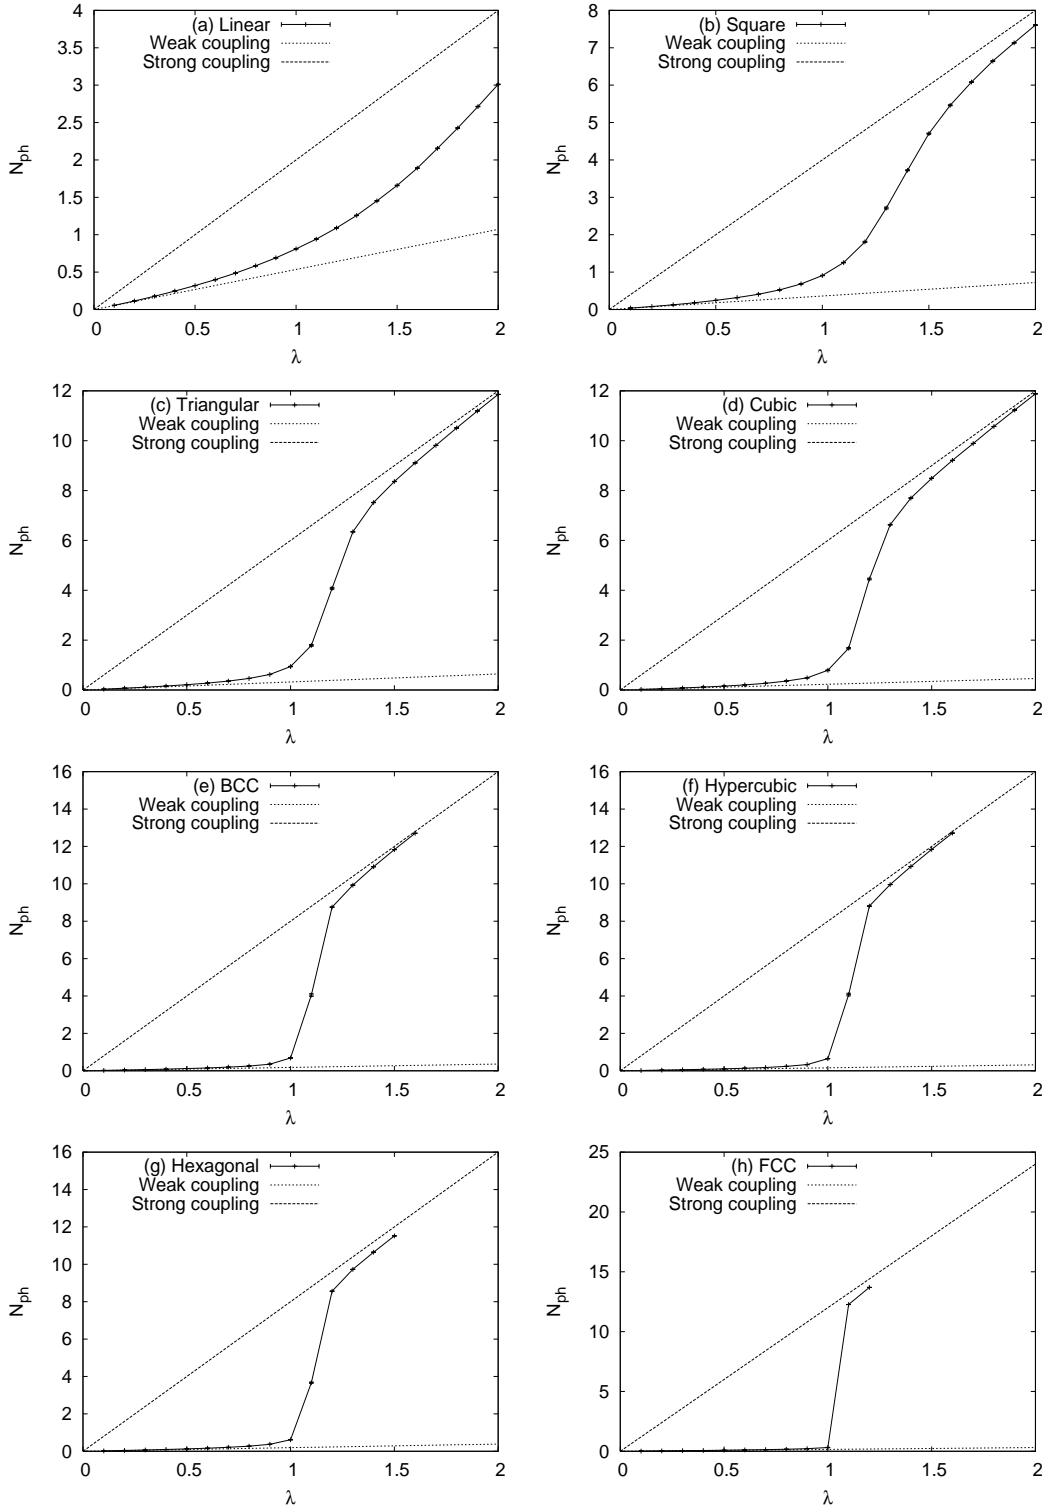 (a) Linear
Weak coupling
Strong coupling
4
3.5
3
2.5
2
1.5
1
0.5
0
N_ph
0 0.5 1 1.5 2
λ
(b) Square
Weak coupling
Strong coupling
8
7
6
5
4
3
2
1
0
N_ph
0 0.5 1 1.5 2
λ
(c) Triangular
Weak coupling
Strong coupling
12
10
8
6
4
2
0
N_ph
0 0.5 1 1.5 2
λ
(d) Cubic
Weak coupling
Strong coupling
12
10
8
6
4
2
0
N_ph
0 0.5 1 1.5 2
λ
(e) BCC
Weak coupling
Strong coupling
16
14
12
10
8
6
4
2
0
N_ph
0 0.5 1 1.5 2
λ
(f) Hypercubic
Weak coupling
Strong coupling
16
14
12
10
8
6
4
2
0
N_ph
0 0.5 1 1.5 2
λ
(g) Hexagonal
Weak coupling
Strong coupling
16
14
12
10
8
6
4
2
0
N_ph
0 0.5 1 1.5 2
λ
(h) FCC
Weak coupling
Strong coupling
25
20
15
10
5
0
N_ph
0 0.5 1 1.5 2
λ